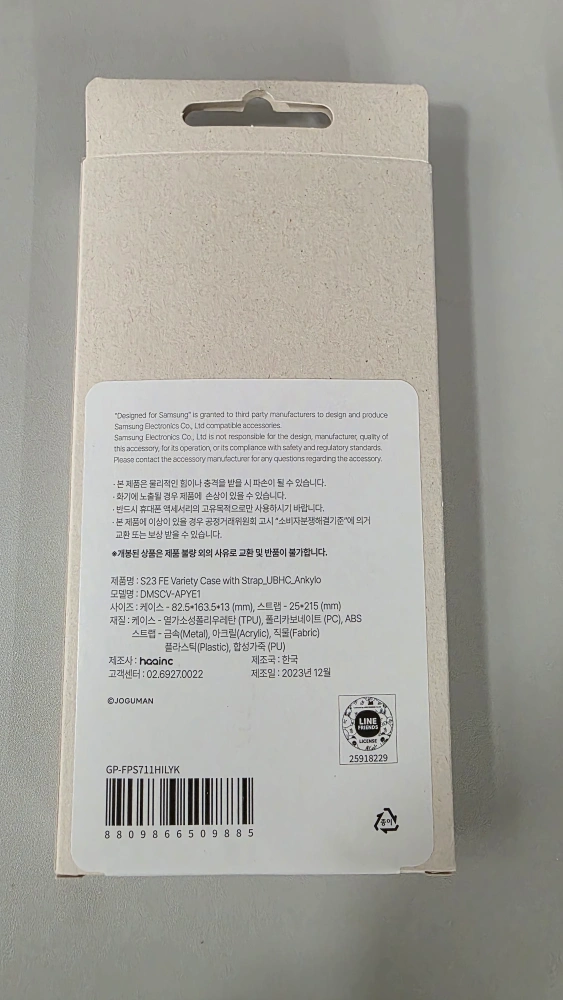 "Designed for Samsung" is granted to third party manufacturers to design and produce
Samsung Electronics Co., Ltd compatible accessories.
Samsung Electronics Co., Ltd is not responsible for the design, manufacturer, quality of
this accessory, for its operation, or its compliance with safety and regulatory standards.
Please contact the accessory manufacturer for any questions regarding the accessory.
· 본 제품은 물리적인 힘이나 충격을 받을 시 파손이 될 수 있습니다.
· 화기에 노출될 경우 제품에 손상이 있을 수 있습니다.
· 반드시 휴대폰 액세서리의 고유목적으로만 사용하시기 바랍니다.
· 본 제품에 이상이 있을 경우 공정거래위원회 고시 "소비자분쟁해결기준"에 의거
교환 또는 보상 받을 수 있습니다.
※개봉된 상품은 제품 불량 외의 사유로 교환 및 반품이 불가합니다.
제품명 : S23 FE Variety Case with Strap_UBHC_Ankylo
모델명 : DMSCV-APYE1
사이즈 : 케이스 - 82.5*163.5*13 (mm), 스트랩 - 25*215 (mm)
재질 : 케이스 - 열가소성폴리우레탄 (TPU), 폴리카보네이트 (PC), ABS
스트랩 - 금속(Metal), 아크릴(Acrylic), 직물(Fabric)
플라스틱(Plastic), 합성가죽 (PU)
제조사 : haainc 제조국 : 한국
고객센터 : 02.6927.0022 제조일 : 2023년 12월
©JOGUMAN
LINE
FRIENDS
LICENSE
25918229
GP-FPS711HILYK
8809866509885
종이